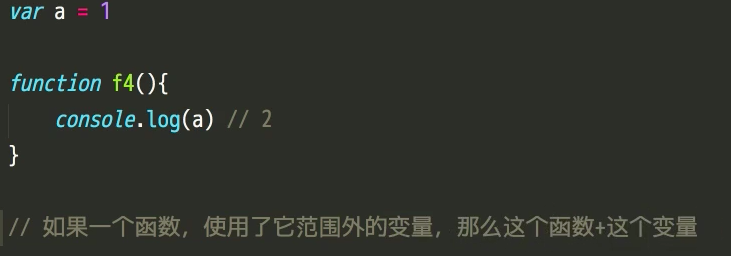 var a = 1
function f4(){
    console.log(a) // 2
}
// 如果一个函数，使用了它范围外的变量，那么这个函数+这个变量